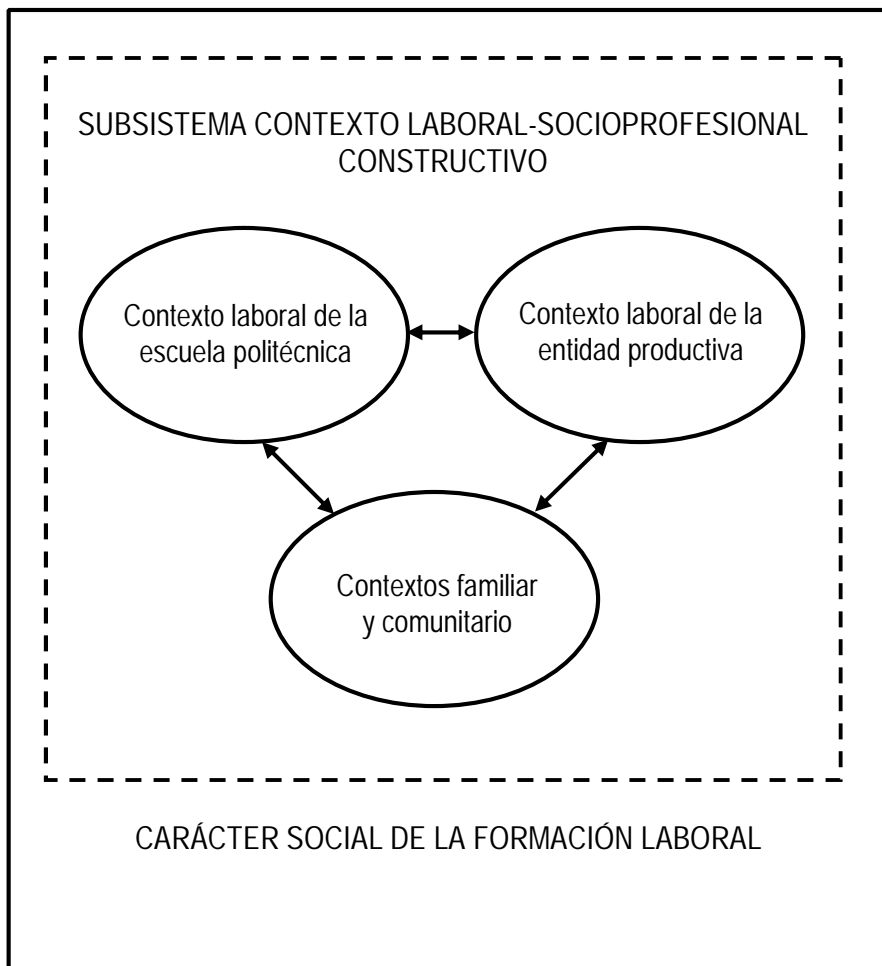 SUBSISTEMA CONTEXTO LABORAL-SOCIOPROFESIONAL
CONSTRUCTIVO
Contexto laboral de la
escuela politécnica
Contexto laboral de la
entidad productiva
Contextos familiar
y comunitario
CARÁCTER SOCIAL DE LA FORMACIÓN LABORAL